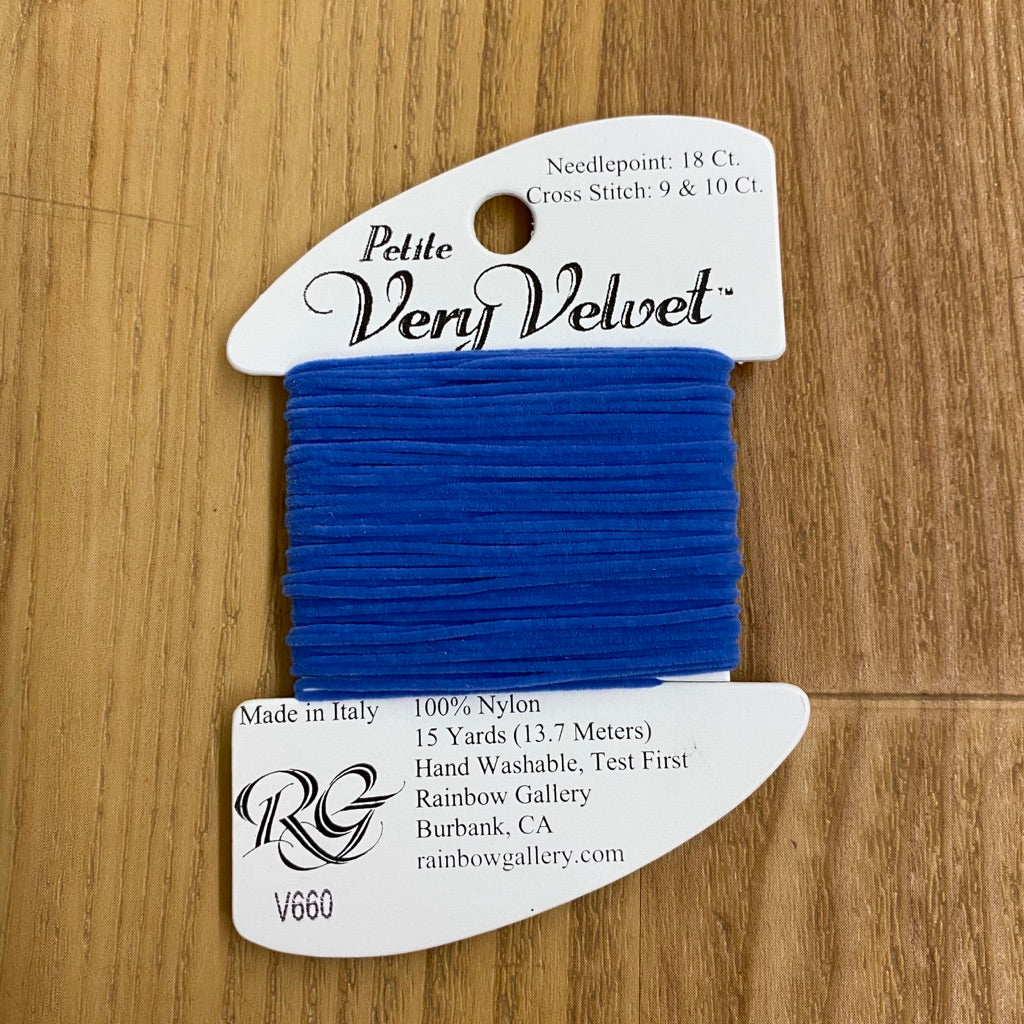 Needlepoint: 18 Ct.
Cross Stitch: 9 & 10 Ct.
Petite
Very Velvet™
Made in Italy
100% Nylon
15 Yards (13.7 Meters)
Hand Washable, Test First
Rainbow Gallery
Burbank, CA
rainbowgallery.com
RG
V660